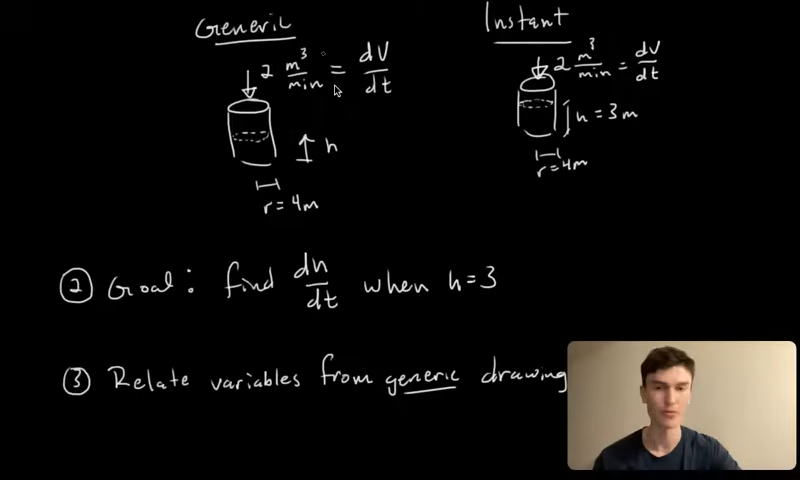 Generic
2 m³/min = dV/dt
h
r = 4m
Instant
2 m³/min = dV/dt
h = 3 m
r = 4m
② Goal: find dh/dt when h = 3
③ Relate variables from generic drawing